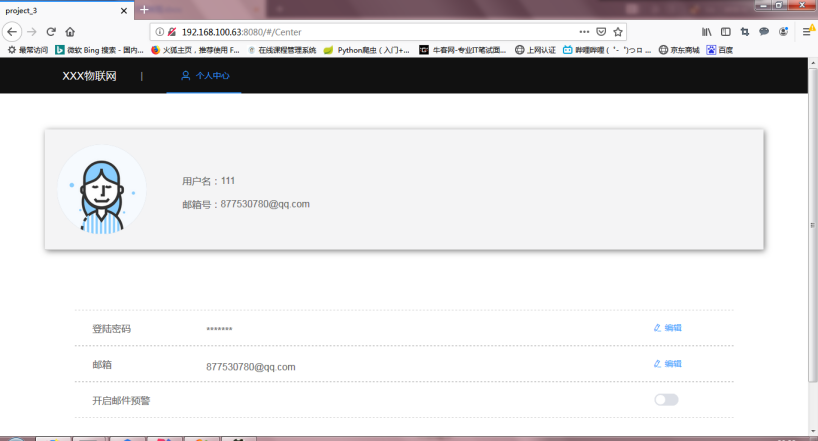 project_3
192.168.100.63:8080/#/Center
最常访问 微软 Bing 搜索 - 国内... 火狐主页，推荐使用 F... 在线课程管理系统 Python爬虫（入门+... 牛客网-专业IT笔试面... 上网认证 哔哩哔哩 ( ゜- ゜)つロ ... 京东商城 百度
XXX物联网 | 个人中心
用户名：111
邮箱号：877530780@qq.com
登陆密码 ******* 编辑
邮箱 877530780@qq.com 编辑
开启邮件预警